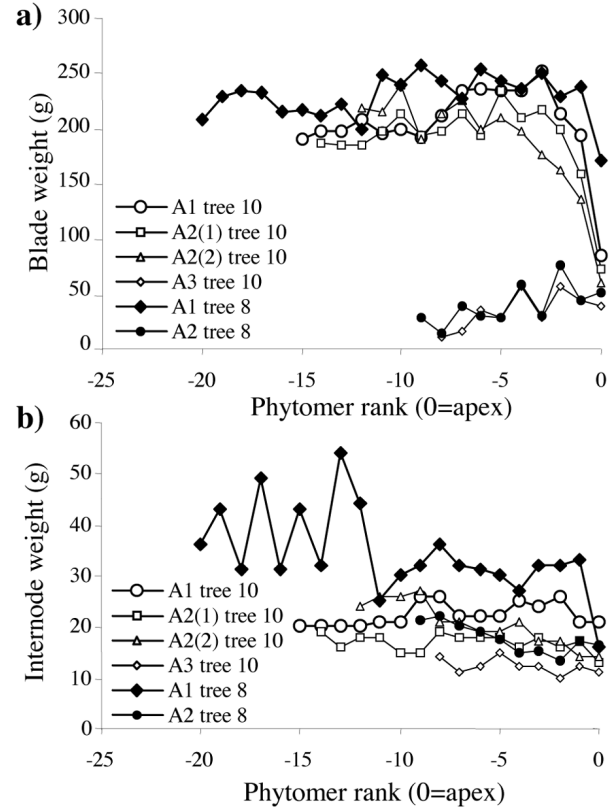 a)
300
250
200
150
100
50
0
Blade weight (g)
A1 tree 10
A2(1) tree 10
A2(2) tree 10
A3 tree 10
A1 tree 8
A2 tree 8
-25 -20 -15 -10 -5 0
Phytomer rank (0=apex)
b)
60
50
40
30
20
10
0
Internode weight (g)
A1 tree 10
A2(1) tree 10
A2(2) tree 10
A3 tree 10
A1 tree 8
A2 tree 8
-25 -20 -15 -10 -5 0
Phytomer rank (0=apex)